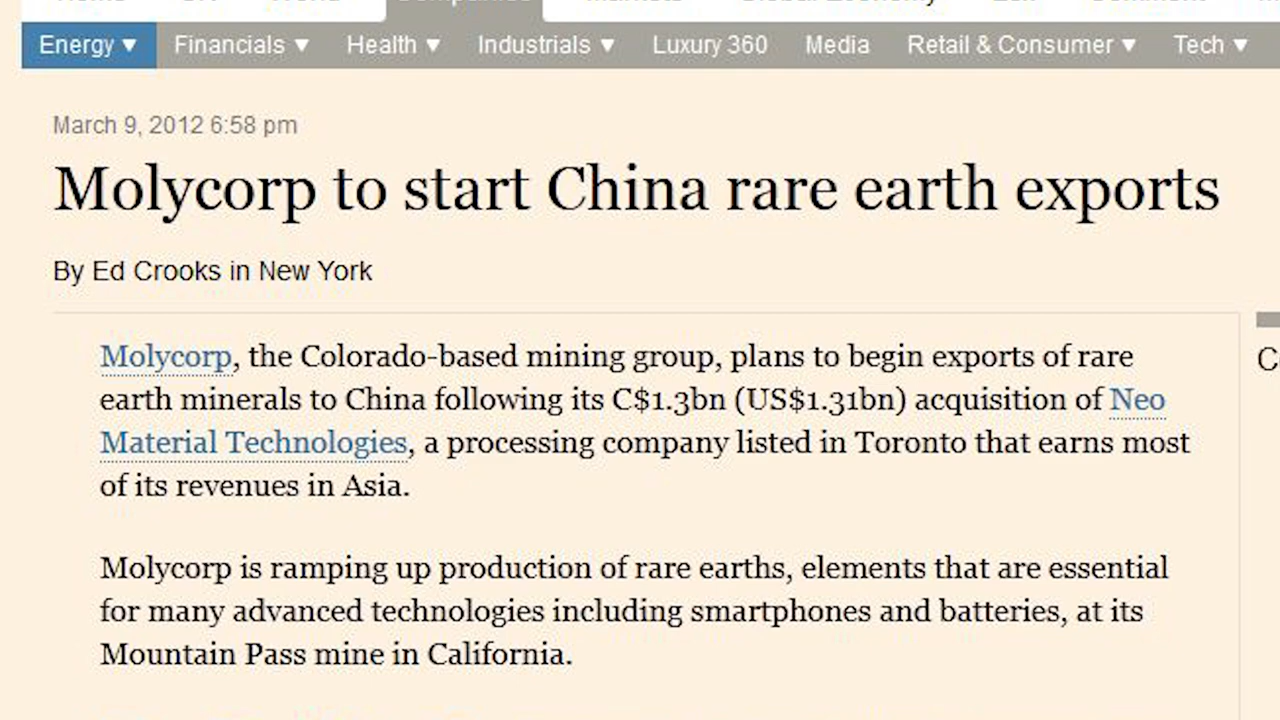 Energy ▼ Financials ▼ Health ▼ Industrials ▼ Luxury 360 Media Retail & Consumer ▼ Tech ▼
March 9, 2012 6:58 pm
Molycorp to start China rare earth exports
By Ed Crooks in New York
Molycorp, the Colorado-based mining group, plans to begin exports of rare
earth minerals to China following its C$1.3bn (US$1.31bn) acquisition of Neo
Material Technologies, a processing company listed in Toronto that earns most
of its revenues in Asia.
Molycorp is ramping up production of rare earths, elements that are essential
for many advanced technologies including smartphones and batteries, at its
Mountain Pass mine in California.